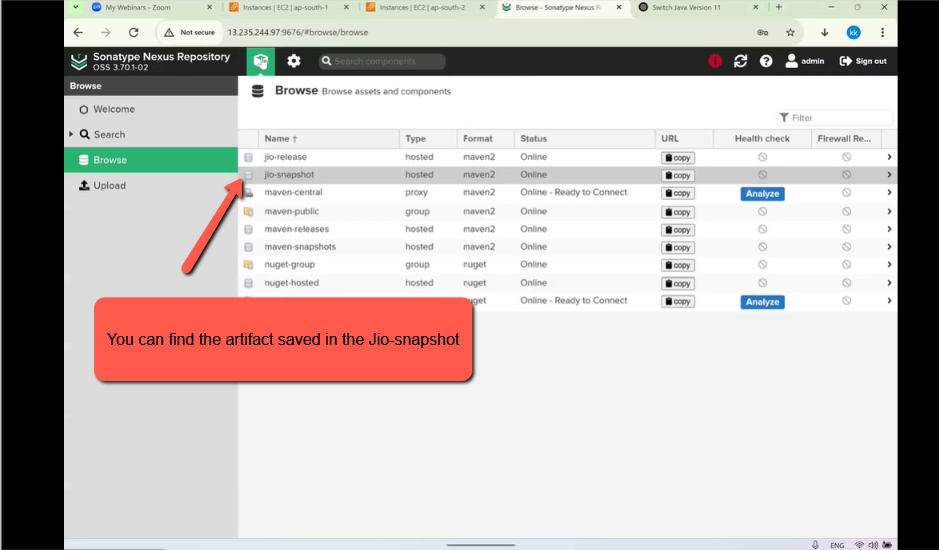 My Webinars - Zoom
Instances | EC2 | ap-south-1
Instances | EC2 | ap-south-2
Browse - Sonatype Nexus R
Switch Java Version 11
Not secure
13.235.244.97:9676/#browse/browse
kk
Sonatype Nexus Repository
OSS 3.70.1-02
Search components
admin
Sign out
Browse
Browse Browse assets and components
Welcome
Search
Browse
Upload
Filter
Name Type Format Status URL Health check Firewall Re...
jio-release hosted maven2 Online copy
jio-snapshot hosted maven2 Online copy
maven-central proxy maven2 Online - Ready to Connect copy Analyze
maven-public group maven2 Online copy
maven-releases hosted maven2 Online copy
maven-snapshots hosted maven2 Online copy
nuget-group group nuget Online copy
nuget-hosted hosted nuget Online copy
Online - Ready to Connect copy Analyze
You can find the artifact saved in the Jio-snapshot
ENG